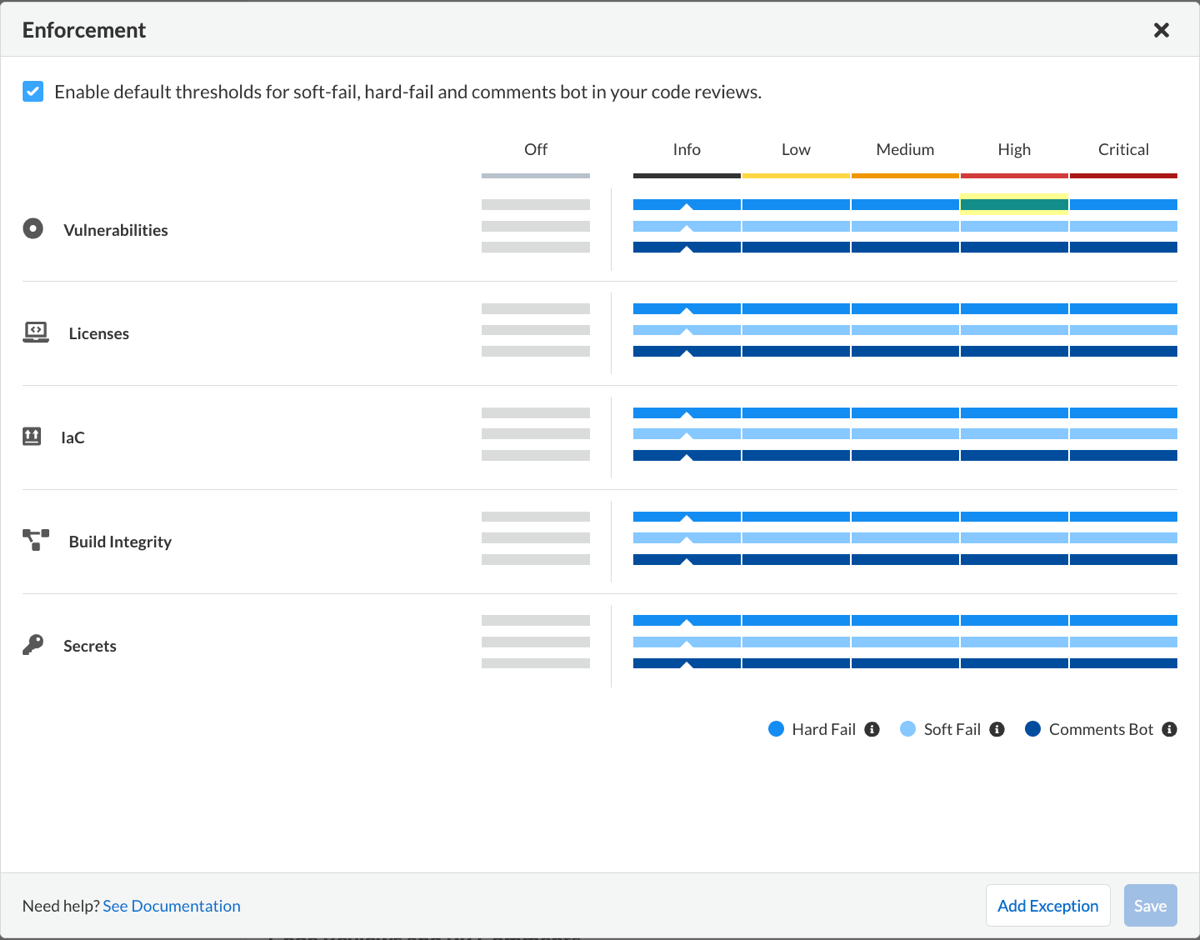 Enforcement
Enable default thresholds for soft-fail, hard-fail and comments bot in your code reviews.
Off Info Low Medium High Critical
Vulnerabilities
Licenses
IaC
Build Integrity
Secrets
Hard Fail Soft Fail Comments Bot
Need help? See Documentation Add Exception Save